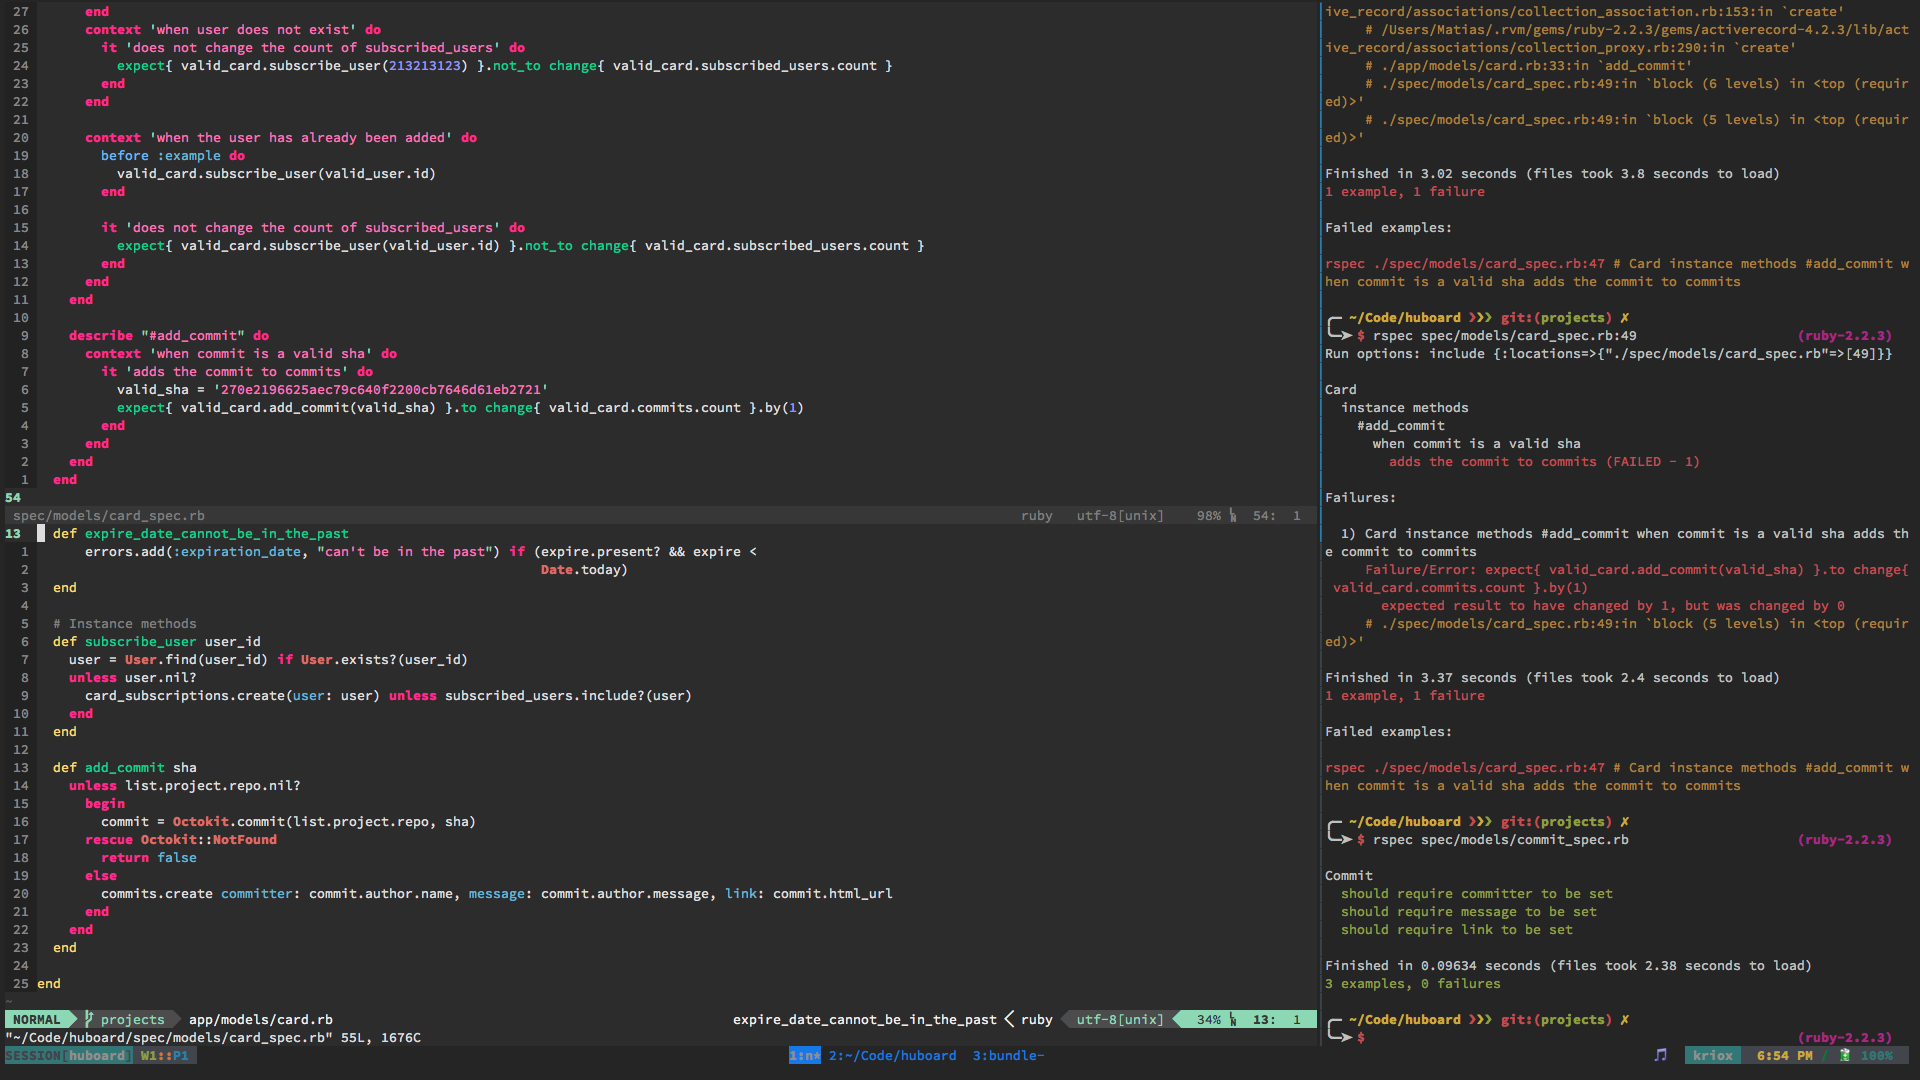 27       end
26       context 'when user does not exist' do
25         it 'does not change the count of subscribed_users' do
24           expect{ valid_card.subscribe_user(213213123) }.not_to change{ valid_card.subscribed_users.count }
23         end
22       end
21
20       context 'when the user has already been added' do
19         before :example do
18           valid_card.subscribe_user(valid_user.id)
17         end
16
15         it 'does not change the count of subscribed_users' do
14           expect{ valid_card.subscribe_user(valid_user.id) }.not_to change{ valid_card.subscribed_users.count }
13         end
12       end
11     end
10
9     describe "#add_commit" do
8       context 'when commit is a valid sha' do
7         it 'adds the commit to commits' do
6           valid_sha = '270e2196625aec79c640f2200cb7646d61eb2721'
5           expect{ valid_card.add_commit(valid_sha) }.to change{ valid_card.commits.count }.by(1)
4         end
3       end
2     end
1   end
54
spec/models/card_spec.rb ruby utf-8[unix] 98% 54: 1
13   def expire_date_cannot_be_in_the_past
1       errors.add(:expiration_date, "can't be in the past") if (expire.present? && expire <
2                                                                Date.today)
3   end
4
5   # Instance methods
6   def subscribe_user user_id
7     user = User.find(user_id) if User.exists?(user_id)
8     unless user.nil?
9       card_subscriptions.create(user: user) unless subscribed_users.include?(user)
10     end
11   end
12
13   def add_commit sha
14     unless list.project.repo.nil?
15       begin
16         commit = Octokit.commit(list.project.repo, sha)
17       rescue Octokit::NotFound
18         return false
19       else
20         commits.create committer: commit.author.name, message: commit.author.message, link: commit.html_url
21       end
22     end
23   end
24
25 end
~
NORMAL projects app/models/card.rb expire_date_cannot_be_in_the_past < ruby utf-8[unix] 34% 13: 1
"~/Code/huboard/spec/models/card_spec.rb" 55L, 1676C
ive_record/associations/collection_association.rb:153:in `create'
     # /Users/Matias/.rvm/gems/ruby-2.2.3/gems/activerecord-4.2.3/lib/act
ive_record/associations/collection_proxy.rb:290:in `create'
     # ./app/models/card.rb:33:in `add_commit'
     # ./spec/models/card_spec.rb:49:in `block (6 levels) in <top (requir
ed)>'
     # ./spec/models/card_spec.rb:49:in `block (5 levels) in <top (requir
ed)>'
Finished in 3.02 seconds (files took 3.8 seconds to load)
1 example, 1 failure
Failed examples:
rspec ./spec/models/card_spec.rb:47 # Card instance methods #add_commit w
hen commit is a valid sha adds the commit to commits
~/Code/huboard ❯❯❯ git:(projects) ✗
$ rspec spec/models/card_spec.rb:49 (ruby-2.2.3)
Run options: include {:locations=>{"./spec/models/card_spec.rb"=>[49]}}
Card
  instance methods
    #add_commit
      when commit is a valid sha
        adds the commit to commits (FAILED - 1)
Failures:
  1) Card instance methods #add_commit when commit is a valid sha adds th
e commit to commits
     Failure/Error: expect{ valid_card.add_commit(valid_sha) }.to change{
 valid_card.commits.count }.by(1)
       expected result to have changed by 1, but was changed by 0
     # ./spec/models/card_spec.rb:49:in `block (5 levels) in <top (requir
ed)>'
Finished in 3.37 seconds (files took 2.4 seconds to load)
1 example, 1 failure
Failed examples:
rspec ./spec/models/card_spec.rb:47 # Card instance methods #add_commit w
hen commit is a valid sha adds the commit to commits
~/Code/huboard ❯❯❯ git:(projects) ✗
$ rspec spec/models/commit_spec.rb (ruby-2.2.3)
Commit
  should require committer to be set
  should require message to be set
  should require link to be set
Finished in 0.09634 seconds (files took 2.38 seconds to load)
3 examples, 0 failures
~/Code/huboard ❯❯❯ git:(projects) ✗
$ (ruby-2.2.3)
SESSION[huboard] W1::P1 1:n* 2:~/Code/huboard 3:bundle- kriox 6:54 PM / 100%